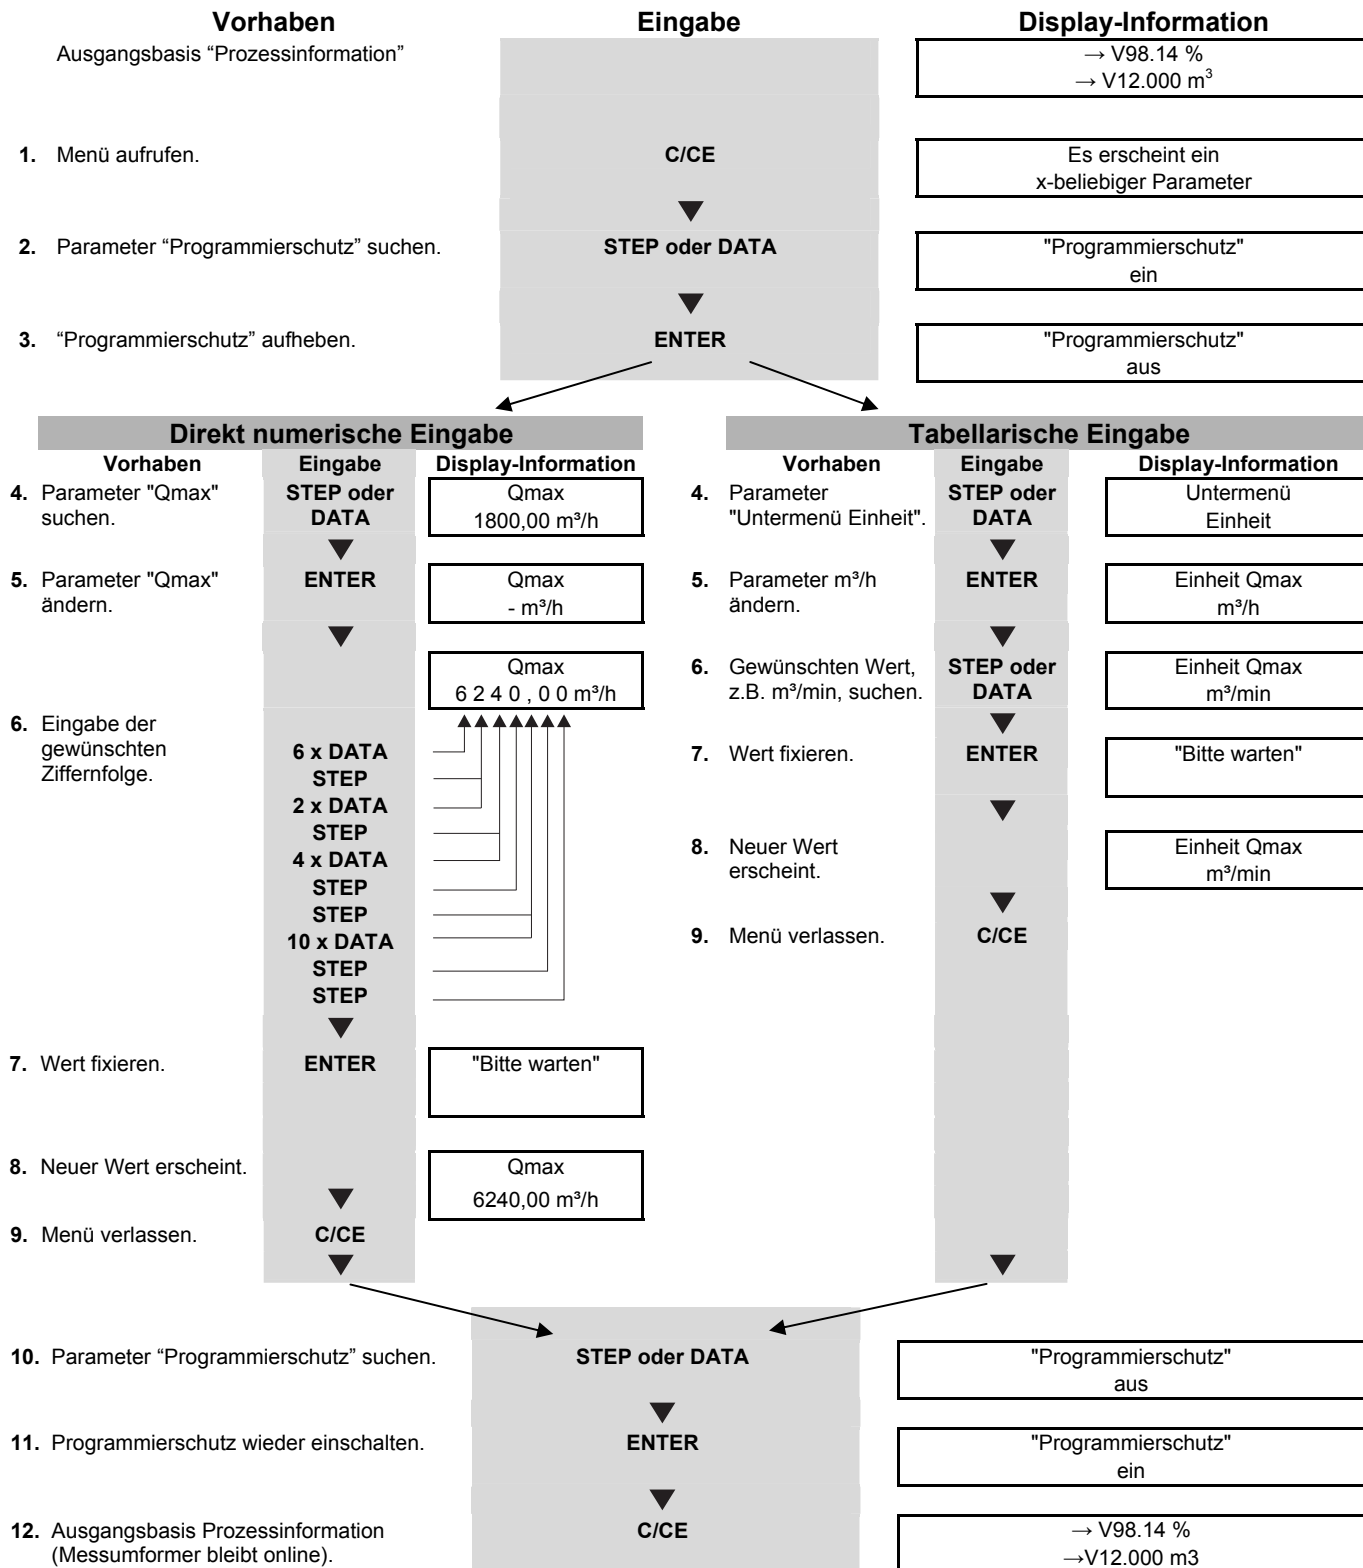 Vorhaben Eingabe Display-Information
Ausgangsbasis “Prozessinformation”
→ V98.14 %
→ V12.000 m³
1. Menü aufrufen. C/CE
Es erscheint ein
x-beliebiger Parameter
2. Parameter “Programmierschutz” suchen. STEP oder DATA
"Programmierschutz"
ein
3. “Programmierschutz” aufheben. ENTER
"Programmierschutz"
aus
Direkt numerische Eingabe
Vorhaben Eingabe Display-Information
4. Parameter "Qmax"
suchen.
STEP oder
DATA
Qmax
1800,00 m³/h
5. Parameter "Qmax"
ändern.
ENTER
Qmax
- m³/h
Qmax
6 2 4 0 , 0 0 m³/h
6. Eingabe der
gewünschten
Ziffernfolge.
6 x DATA
STEP
2 x DATA
STEP
4 x DATA
STEP
STEP
10 x DATA
STEP
STEP
7. Wert fixieren. ENTER "Bitte warten"
8. Neuer Wert erscheint.
Qmax
6240,00 m³/h
9. Menü verlassen. C/CE
Tabellarische Eingabe
Vorhaben Eingabe Display-Information
4. Parameter
"Untermenü Einheit".
STEP oder
DATA
Untermenü
Einheit
5. Parameter m³/h
ändern.
ENTER
Einheit Qmax
m³/h
6. Gewünschten Wert,
z.B. m³/min, suchen.
STEP oder
DATA
Einheit Qmax
m³/min
7. Wert fixieren. ENTER "Bitte warten"
8. Neuer Wert
erscheint.
Einheit Qmax
m³/min
9. Menü verlassen. C/CE
10. Parameter “Programmierschutz” suchen. STEP oder DATA
"Programmierschutz"
aus
11. Programmierschutz wieder einschalten. ENTER
"Programmierschutz"
ein
12. Ausgangsbasis Prozessinformation
(Messumformer bleibt online).
C/CE
→ V98.14 %
→V12.000 m3